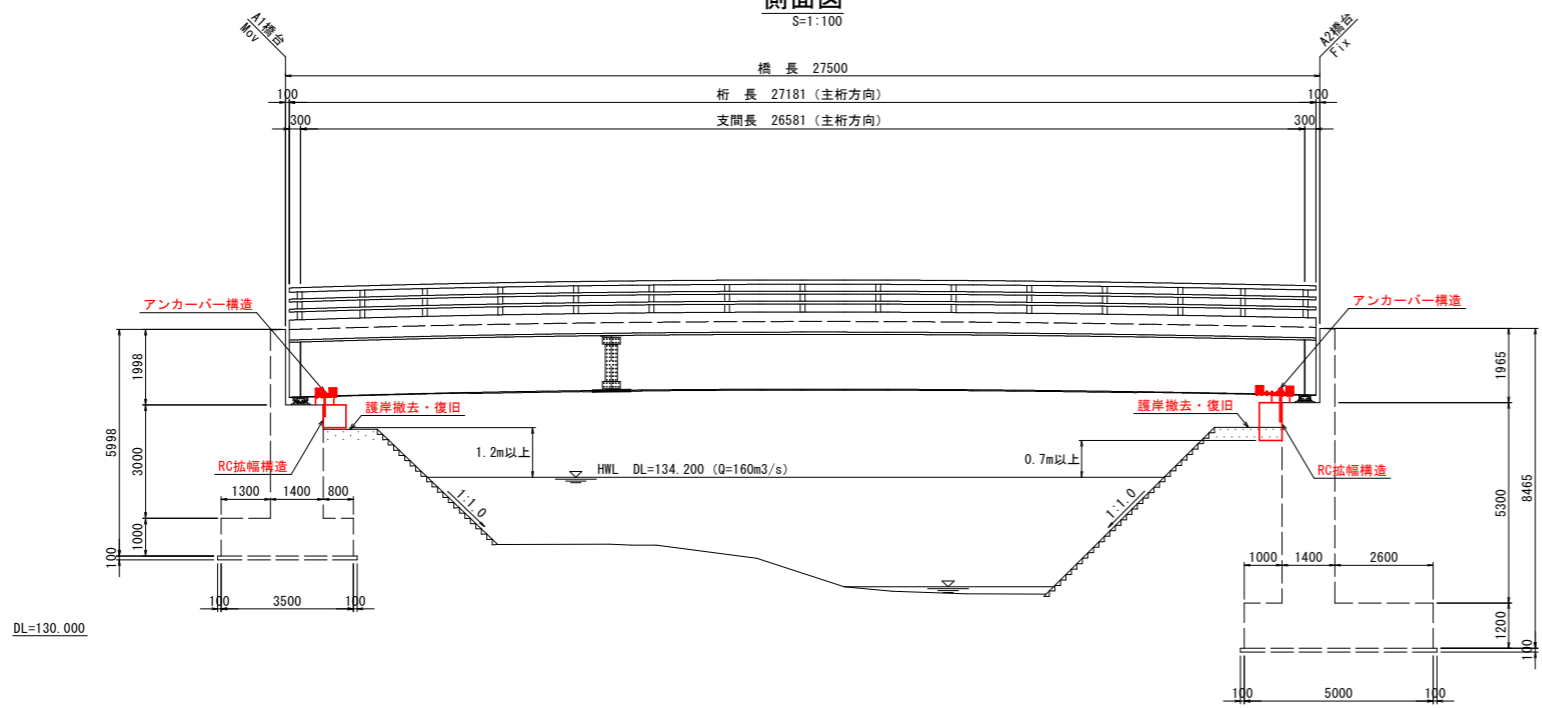 側面図
S=1:100
A1橋台
Mov
A2橋台
Fix
橋 長 27500
100
桁 長 27181 (主桁方向)
100
300
支間長 26581 (主桁方向)
300
アンカーバー構造
アンカーバー構造
1998
1965
護岸撤去・復旧
護岸撤去・復旧
5998
3000
1.2m以上
0.7m以上
RC拡幅構造
RC拡幅構造
HWL DL=134.200 (Q=160m3/s)
5300
8465
1300
1400
800
1:1.0
1:1.0
1000
100
1000
1400
2600
100
3500
100
1200
100
DL=130.000
100
5000
100